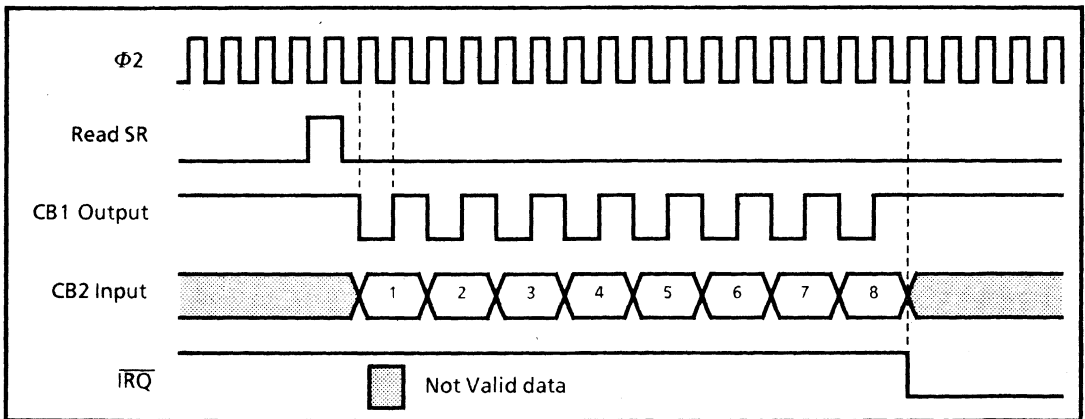 Φ2
Read SR
CB1 Output
CB2 Input 1 2 3 4 5 6 7 8
IRQ Not Valid data